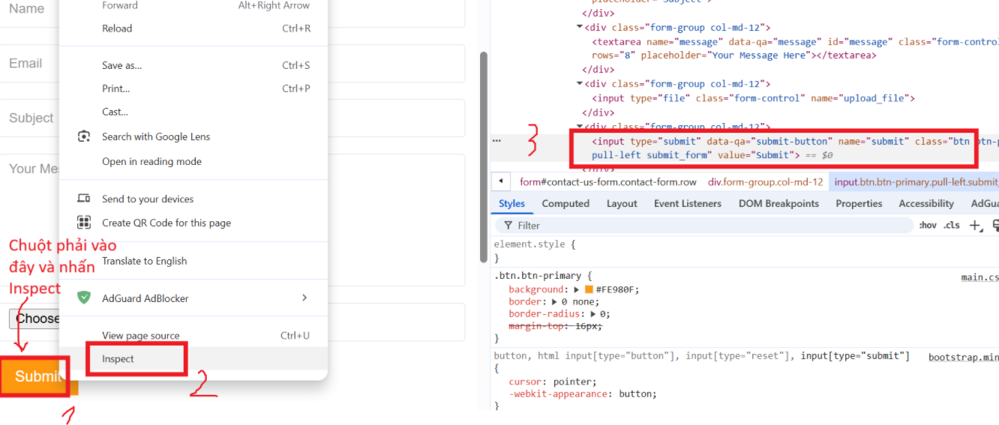 Name
Email
Subject
Your Me
Chuột phải vào
đây và nhấn
Inspect
Choose
Submit
1
Forward Alt+Right Arrow
Reload Ctrl+R
Save as... Ctrl+S
Print... Ctrl+P
Cast...
Search with Google Lens
Open in reading mode
Send to your devices
Create QR Code for this page
Translate to English
AdGuard AdBlocker
View page source Ctrl+U
Inspect
2
3
placeholder="Subject">
</div>
<div class="form-group col-md-12">
<textarea name="message" data-qa="message" id="message" class="form-control
rows="8" placeholder="Your Message Here"></textarea>
</div>
<div class="form-group col-md-12">
<input type="file" class="form-control" name="upload_file">
</div>
<div class="form-group col-md-12">
<input type="submit" data-qa="submit-button" name="submit" class="btn btn-p
pull-left submit_form" value="Submit"> == $0
</div>
form#contact-us-form.contact-form.row div.form-group.col-md-12 input.btn.btn-primary.pull-left.submit
Styles Computed Layout Event Listeners DOM Breakpoints Properties Accessibility AdGua
Filter :hov .cls
element.style {
}
.btn.btn-primary { main.cs
background: #FE980F;
border: 0 none;
border-radius: 0;
margin-top: 16px;
}
button, html input[type="button"], input[type="reset"], input[type="submit"] bootstrap.min
{
cursor: pointer;
-webkit-appearance: button;
}